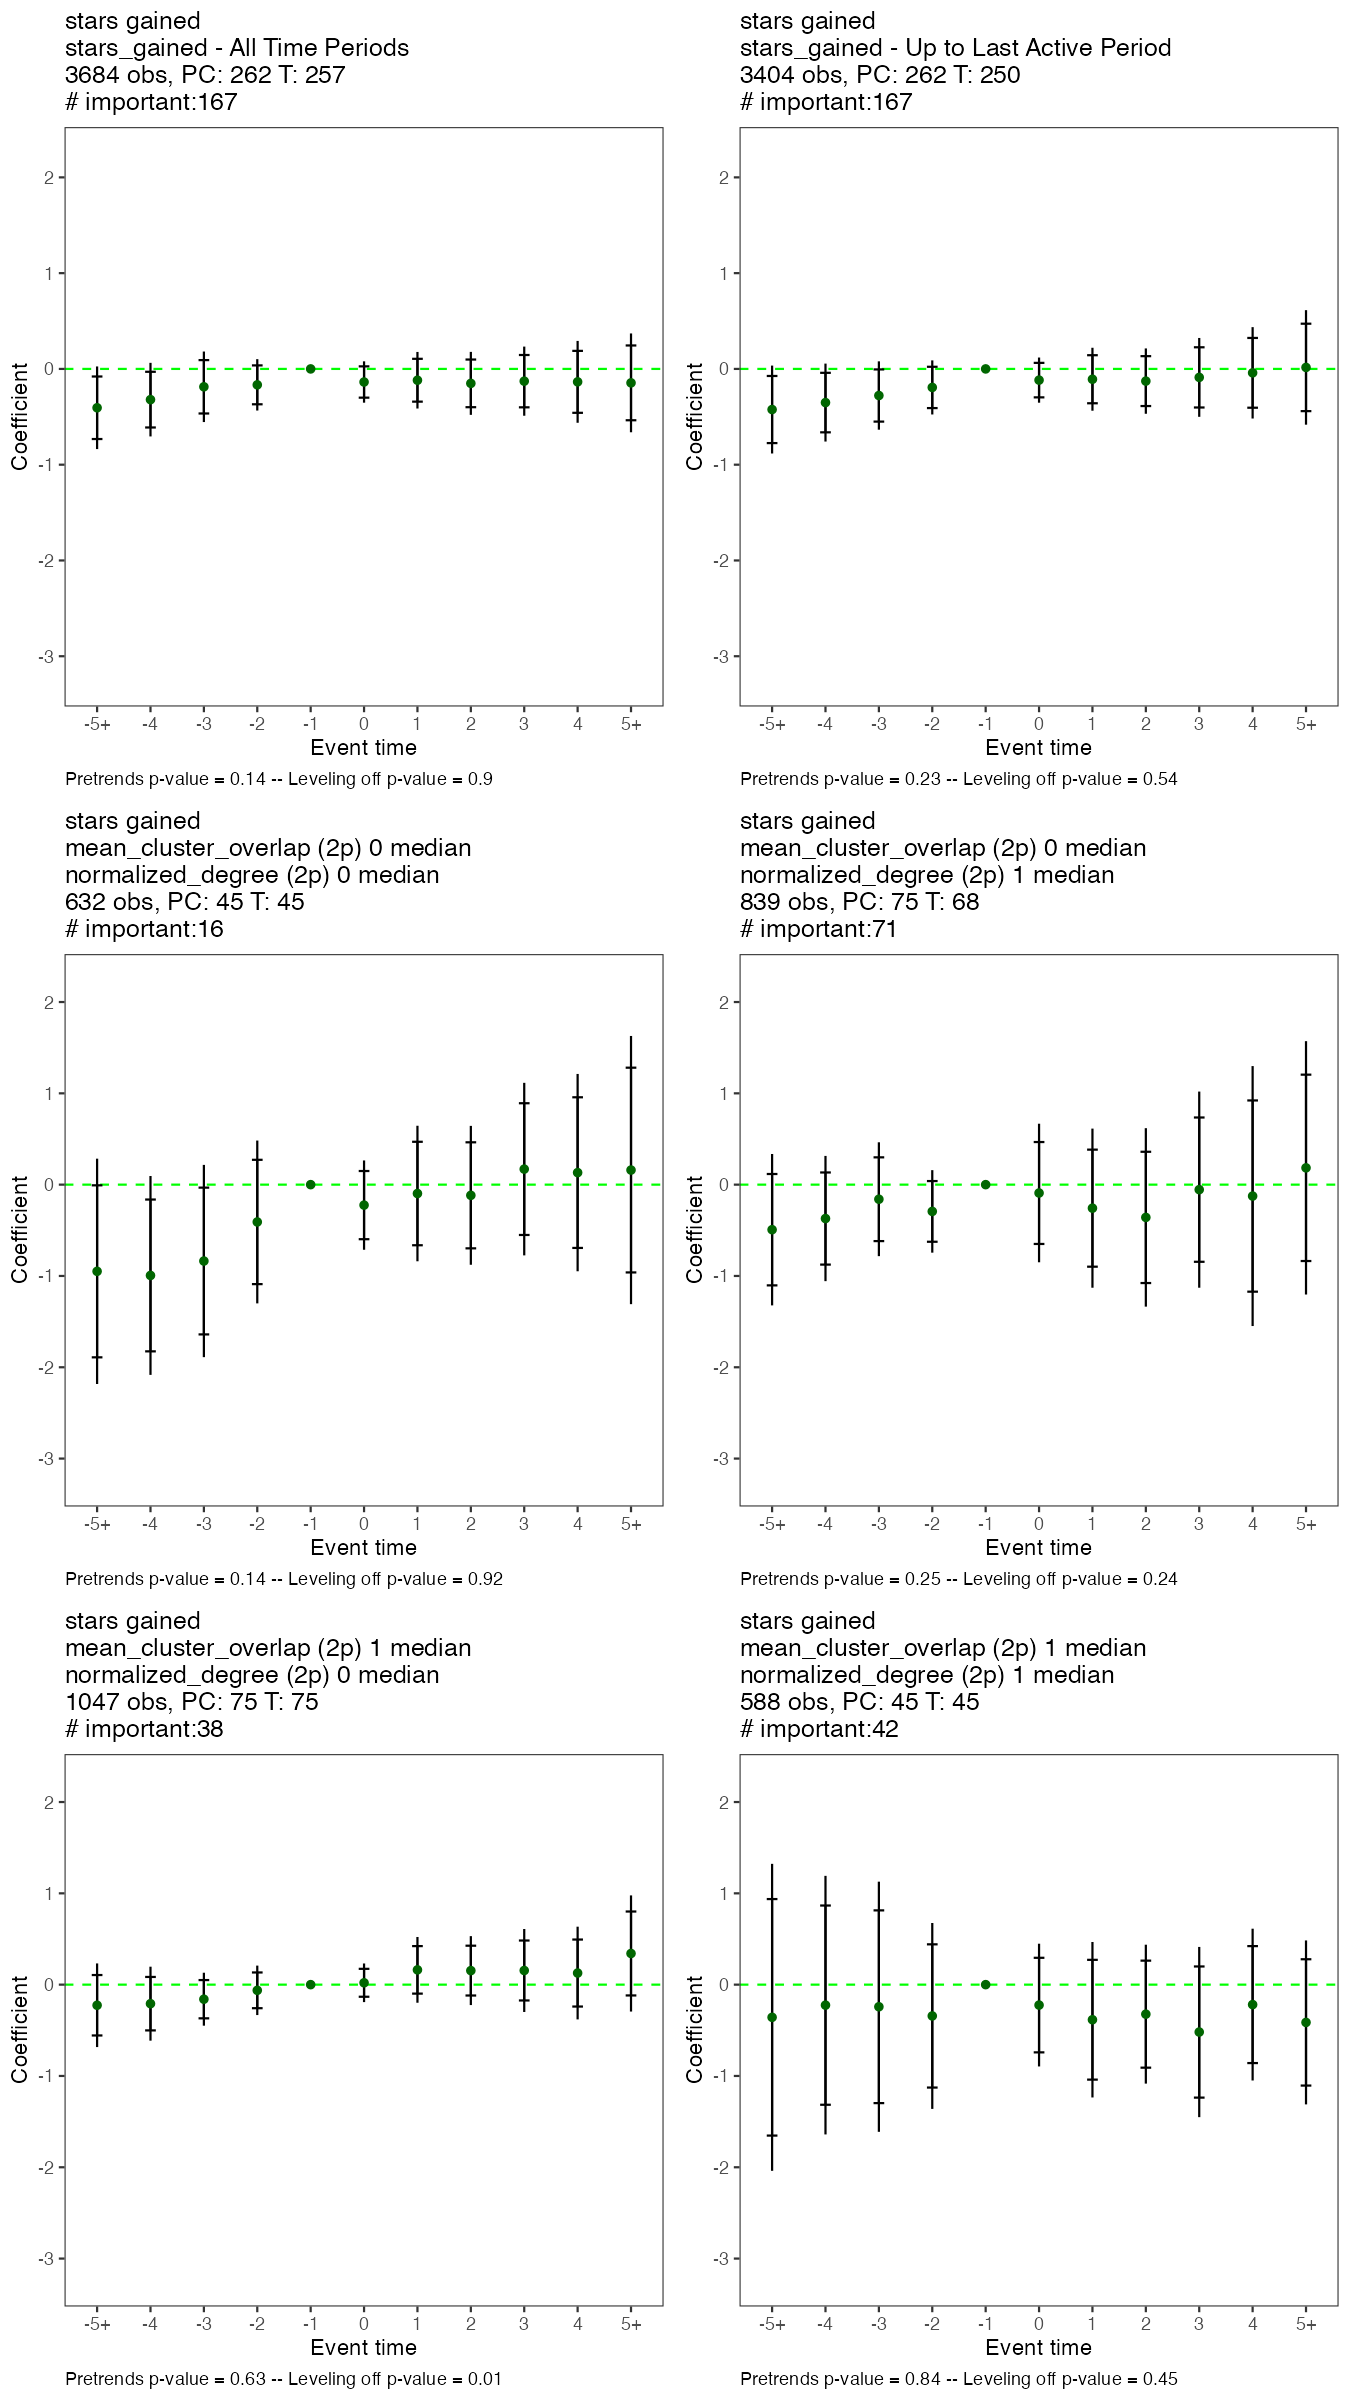 stars gained
stars_gained - All Time Periods
3684 obs, PC: 262 T: 257
# important:167
2
1
0
-1
-2
-3
Coefficient
-5+ -4 -3 -2 -1 0 1 2 3 4 5+
Event time
Pretrends p-value = 0.14 -- Leveling off p-value = 0.9
stars gained
stars_gained - Up to Last Active Period
3404 obs, PC: 262 T: 250
# important:167
2
1
0
-1
-2
-3
Coefficient
-5+ -4 -3 -2 -1 0 1 2 3 4 5+
Event time
Pretrends p-value = 0.23 -- Leveling off p-value = 0.54
stars gained
mean_cluster_overlap (2p) 0 median
normalized_degree (2p) 0 median
632 obs, PC: 45 T: 45
# important:16
2
1
0
-1
-2
-3
Coefficient
-5+ -4 -3 -2 -1 0 1 2 3 4 5+
Event time
Pretrends p-value = 0.14 -- Leveling off p-value = 0.92
stars gained
mean_cluster_overlap (2p) 0 median
normalized_degree (2p) 1 median
839 obs, PC: 75 T: 68
# important:71
2
1
0
-1
-2
-3
Coefficient
-5+ -4 -3 -2 -1 0 1 2 3 4 5+
Event time
Pretrends p-value = 0.25 -- Leveling off p-value = 0.24
stars gained
mean_cluster_overlap (2p) 1 median
normalized_degree (2p) 0 median
1047 obs, PC: 75 T: 75
# important:38
2
1
0
-1
-2
-3
Coefficient
-5+ -4 -3 -2 -1 0 1 2 3 4 5+
Event time
Pretrends p-value = 0.63 -- Leveling off p-value = 0.01
stars gained
mean_cluster_overlap (2p) 1 median
normalized_degree (2p) 1 median
588 obs, PC: 45 T: 45
# important:42
2
1
0
-1
-2
-3
Coefficient
-5+ -4 -3 -2 -1 0 1 2 3 4 5+
Event time
Pretrends p-value = 0.84 -- Leveling off p-value = 0.45